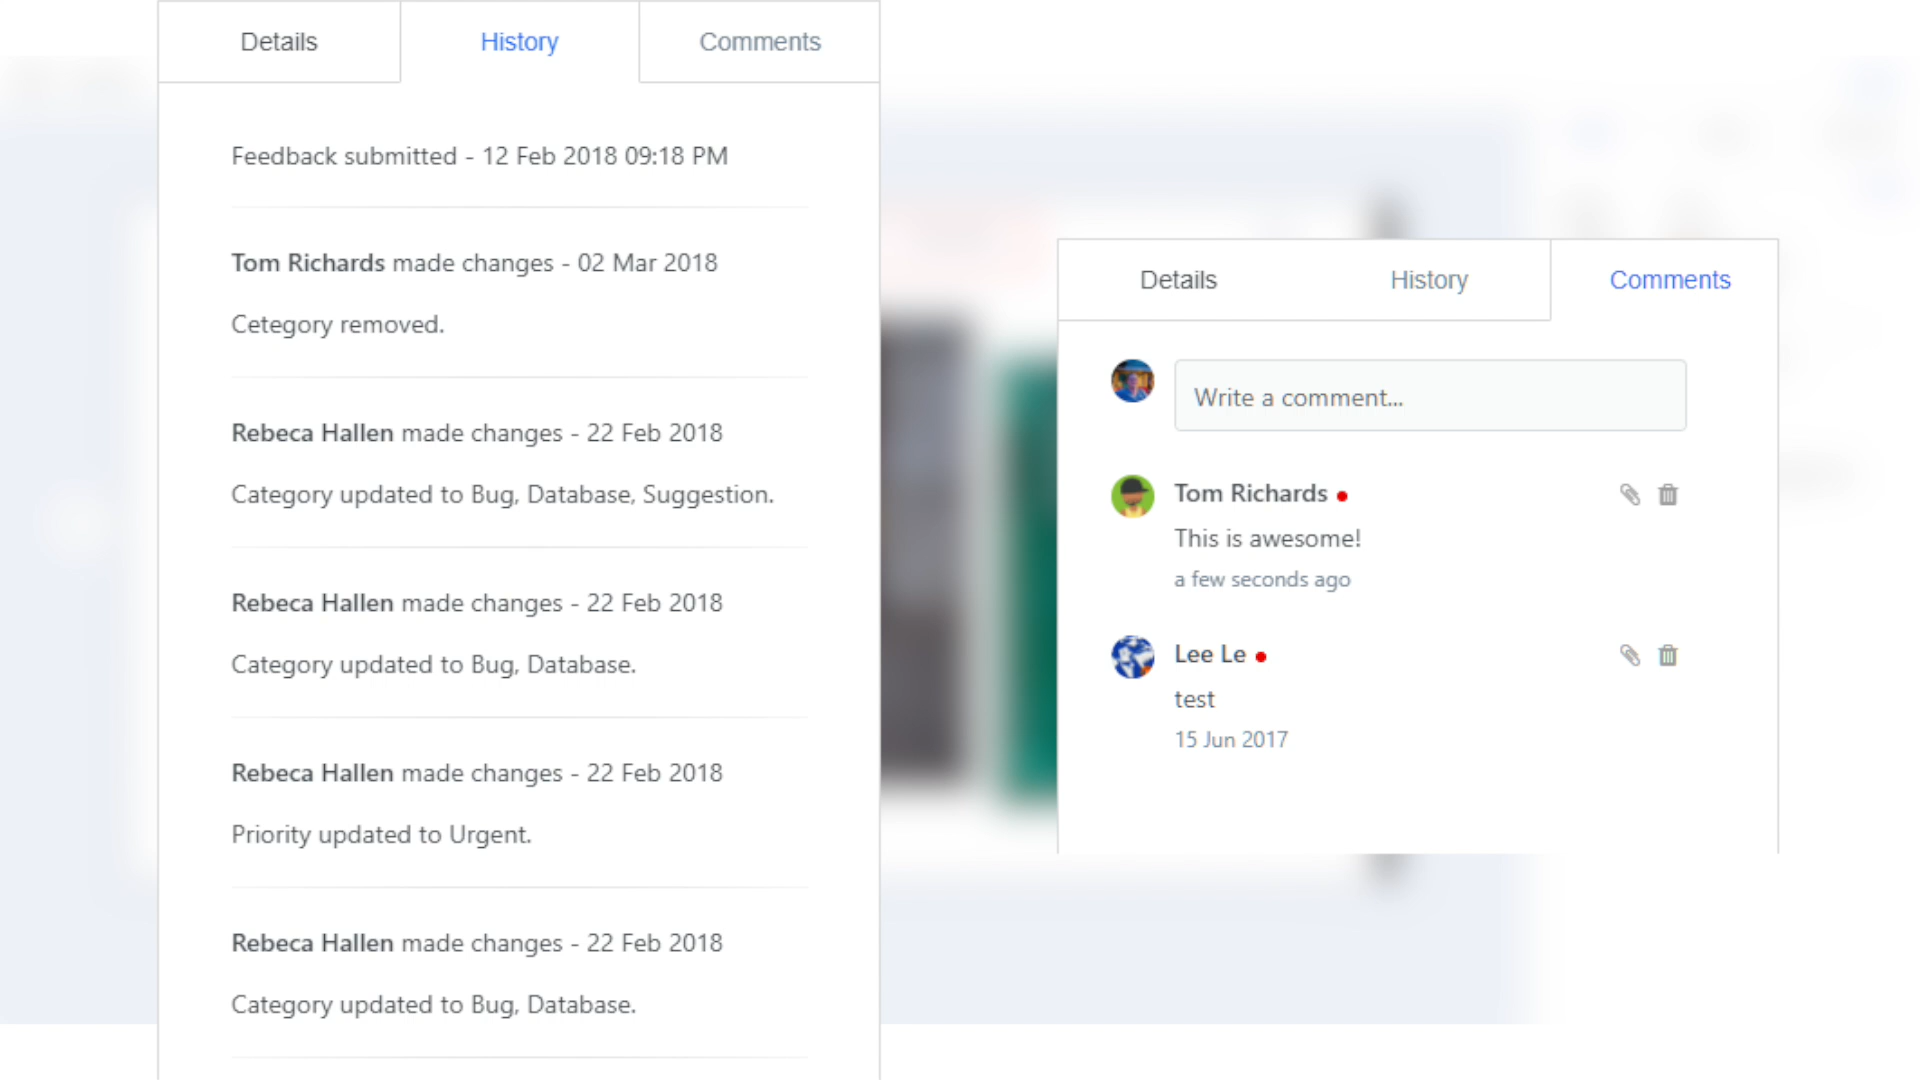 Details
History
Comments
Feedback submitted - 12 Feb 2018 09:18 PM
Tom Richards made changes - 02 Mar 2018
Cetegory removed.
Rebeca Hallen made changes - 22 Feb 2018
Category updated to Bug, Database, Suggestion.
Rebeca Hallen made changes - 22 Feb 2018
Category updated to Bug, Database.
Rebeca Hallen made changes - 22 Feb 2018
Priority updated to Urgent.
Rebeca Hallen made changes - 22 Feb 2018
Category updated to Bug, Database.
Details
History
Comments
Write a comment...
Tom Richards
This is awesome!
a few seconds ago
Lee Le
test
15 Jun 2017